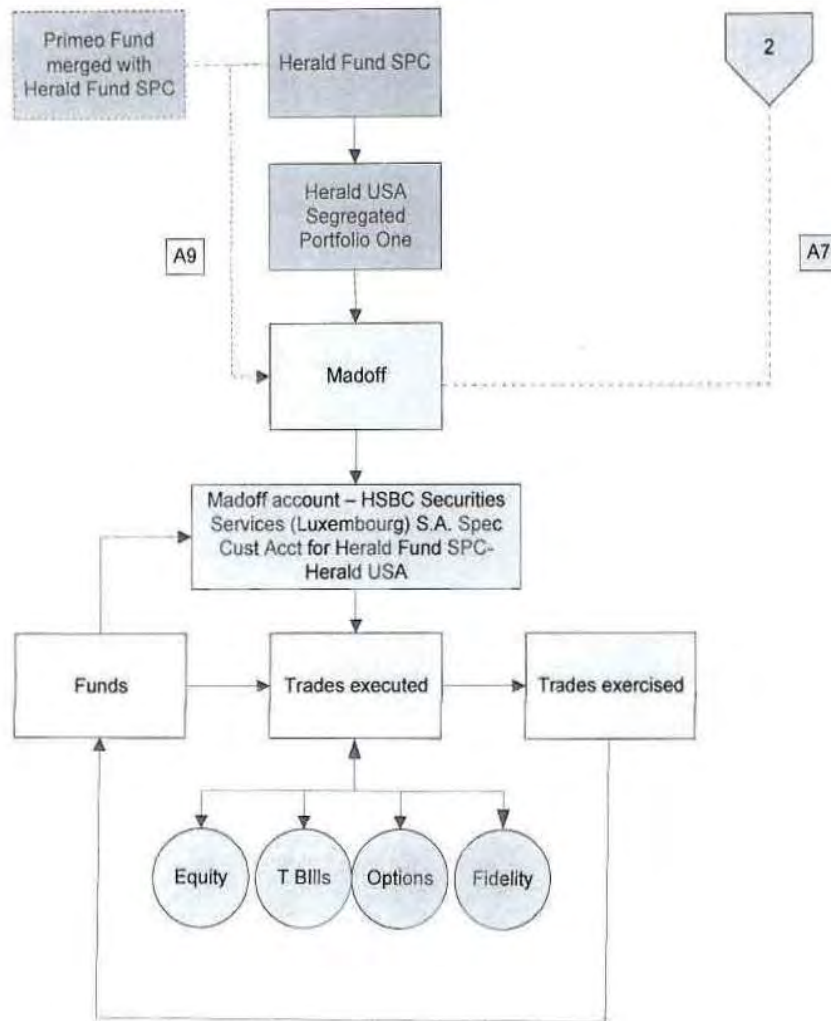 Primeo Fund
merged with
Herald Fund SPC
Herald Fund SPC
2
Herald USA
Segregated
Portfolio One
A9
A7
Madoff
Madoff account – HSBC Securities
Services (Luxembourg) S.A. Spec
Cust Acct for Herald Fund SPC-
Herald USA
Funds
Trades executed
Trades exercised
Equity
T BIlls
Options
Fidelity